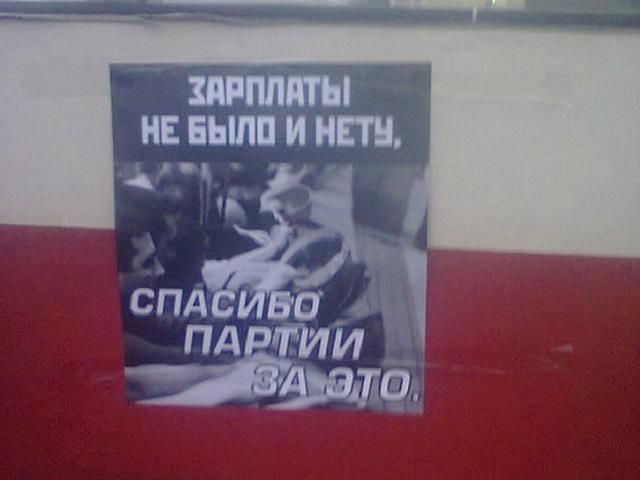 ЗАРПЛАТЫ
НЕ БЫЛО И НЕТУ,
СПАСИБО
ПАРТИИ
ЗА ЭТО.